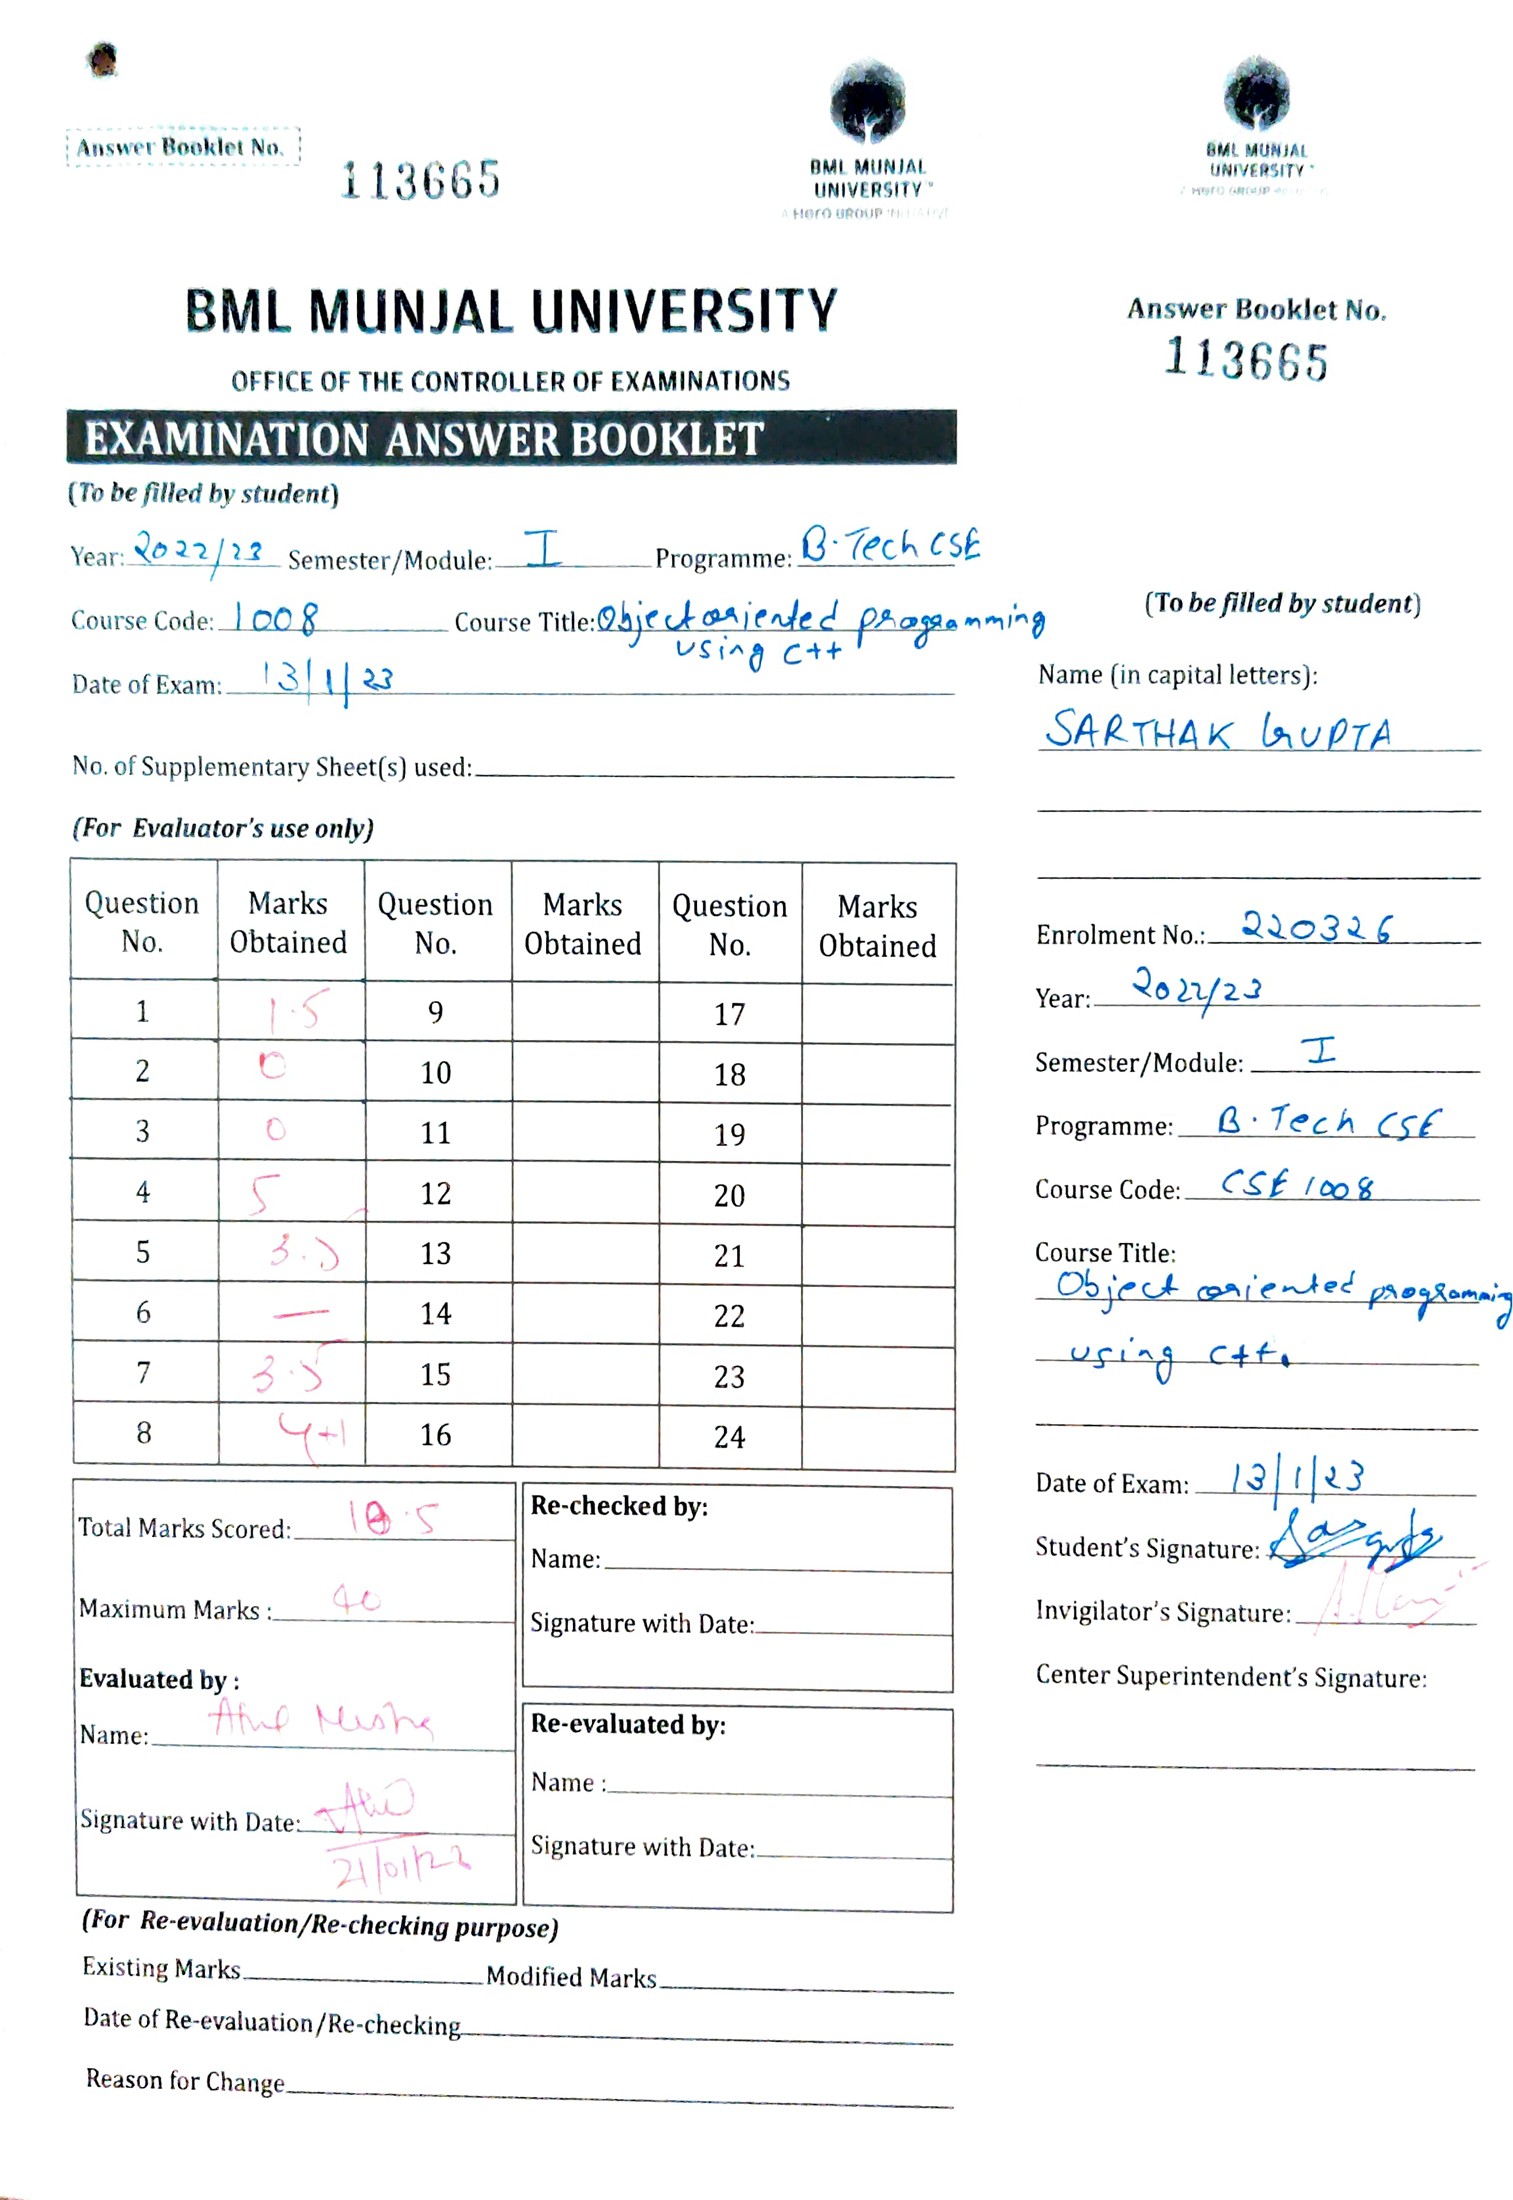 Answer Booklet No.
113665
BML MUNJAL
UNIVERSITY™
A Hero GROUP INITIATIVE
BML MUNJAL
UNIVERSITY™
A Hero GROUP
BML MUNJAL UNIVERSITY
OFFICE OF THE CONTROLLER OF EXAMINATIONS
EXAMINATION ANSWER BOOKLET
(To be filled by student)
Year: 2022/23 Semester/Module: I Programme: B.Tech CSE
Course Code: 1008 Course Title: Object oriented programming
using C++
Date of Exam: 13/1/23
No. of Supplementary Sheet(s) used:
(For Evaluator's use only)
Question No. Marks Obtained Question No. Marks Obtained Question No. Marks Obtained
1 1.5 9 17
2 0 10 18
3 0 11 19
4 5 12 20
5 3.5 13 21
6 — 14 22
7 3.5 15 23
8 4+1 16 24
Total Marks Scored: 18.5
Maximum Marks : 40
Evaluated by :
Name: Atul Mishra
Signature with Date:
21/01/23
Re-checked by:
Name:
Signature with Date:
Re-evaluated by:
Name :
Signature with Date:
(For Re-evaluation/Re-checking purpose)
Existing Marks Modified Marks
Date of Re-evaluation/Re-checking
Reason for Change
Answer Booklet No.
113665
(To be filled by student)
Name (in capital letters):
SARTHAK GUPTA
Enrolment No.: 220326
Year: 2022/23
Semester/Module: I
Programme: B.Tech CSE
Course Code: CSE 1008
Course Title:
Object oriented programming
using C++.
Date of Exam: 13/1/23
Student's Signature:
Invigilator's Signature:
Center Superintendent's Signature: